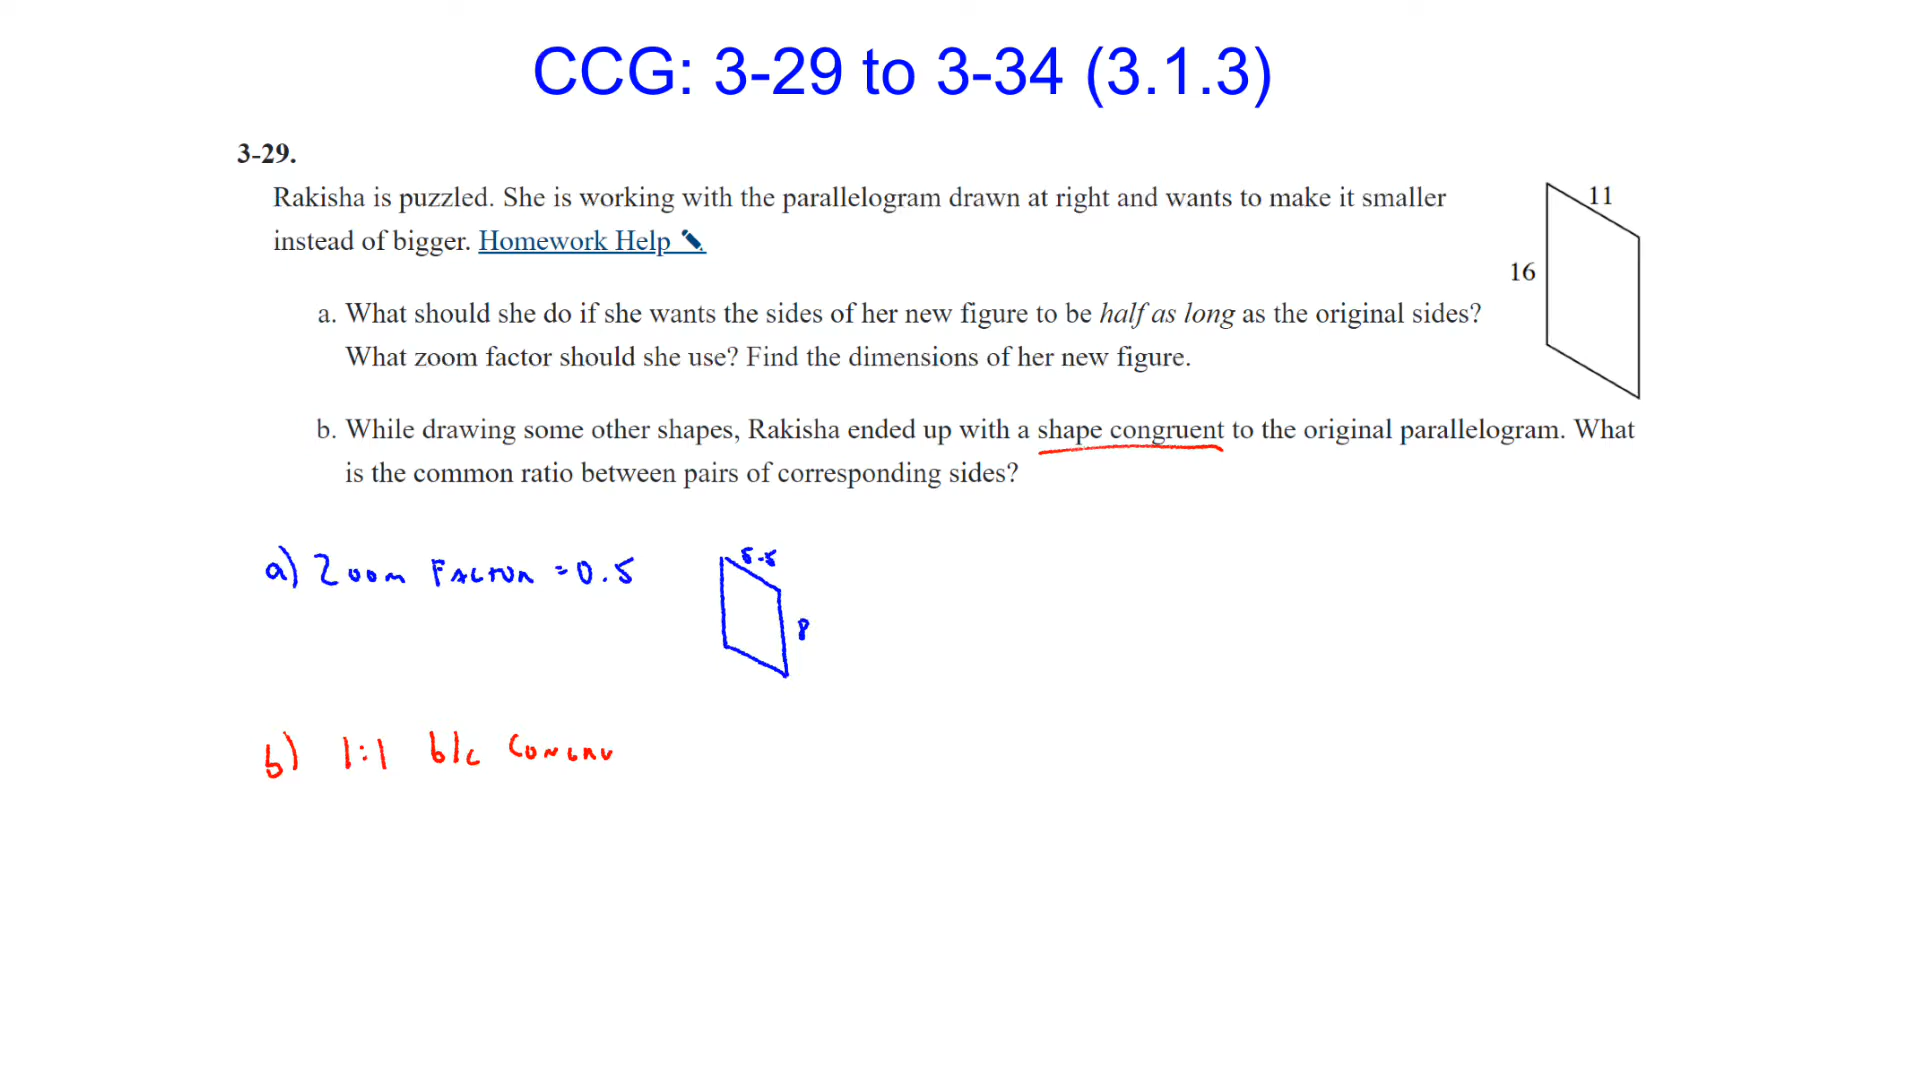 CCG: 3-29 to 3-34 (3.1.3)
3-29.
Rakisha is puzzled. She is working with the parallelogram drawn at right and wants to make it smaller
instead of bigger. Homework Help
11
16
a. What should she do if she wants the sides of her new figure to be half as long as the original sides?
What zoom factor should she use? Find the dimensions of her new figure.
b. While drawing some other shapes, Rakisha ended up with a shape congruent to the original parallelogram. What
is the common ratio between pairs of corresponding sides?
a) Zoom Factor = 0.5
5.5
8
b) 1:1 b/c Congru